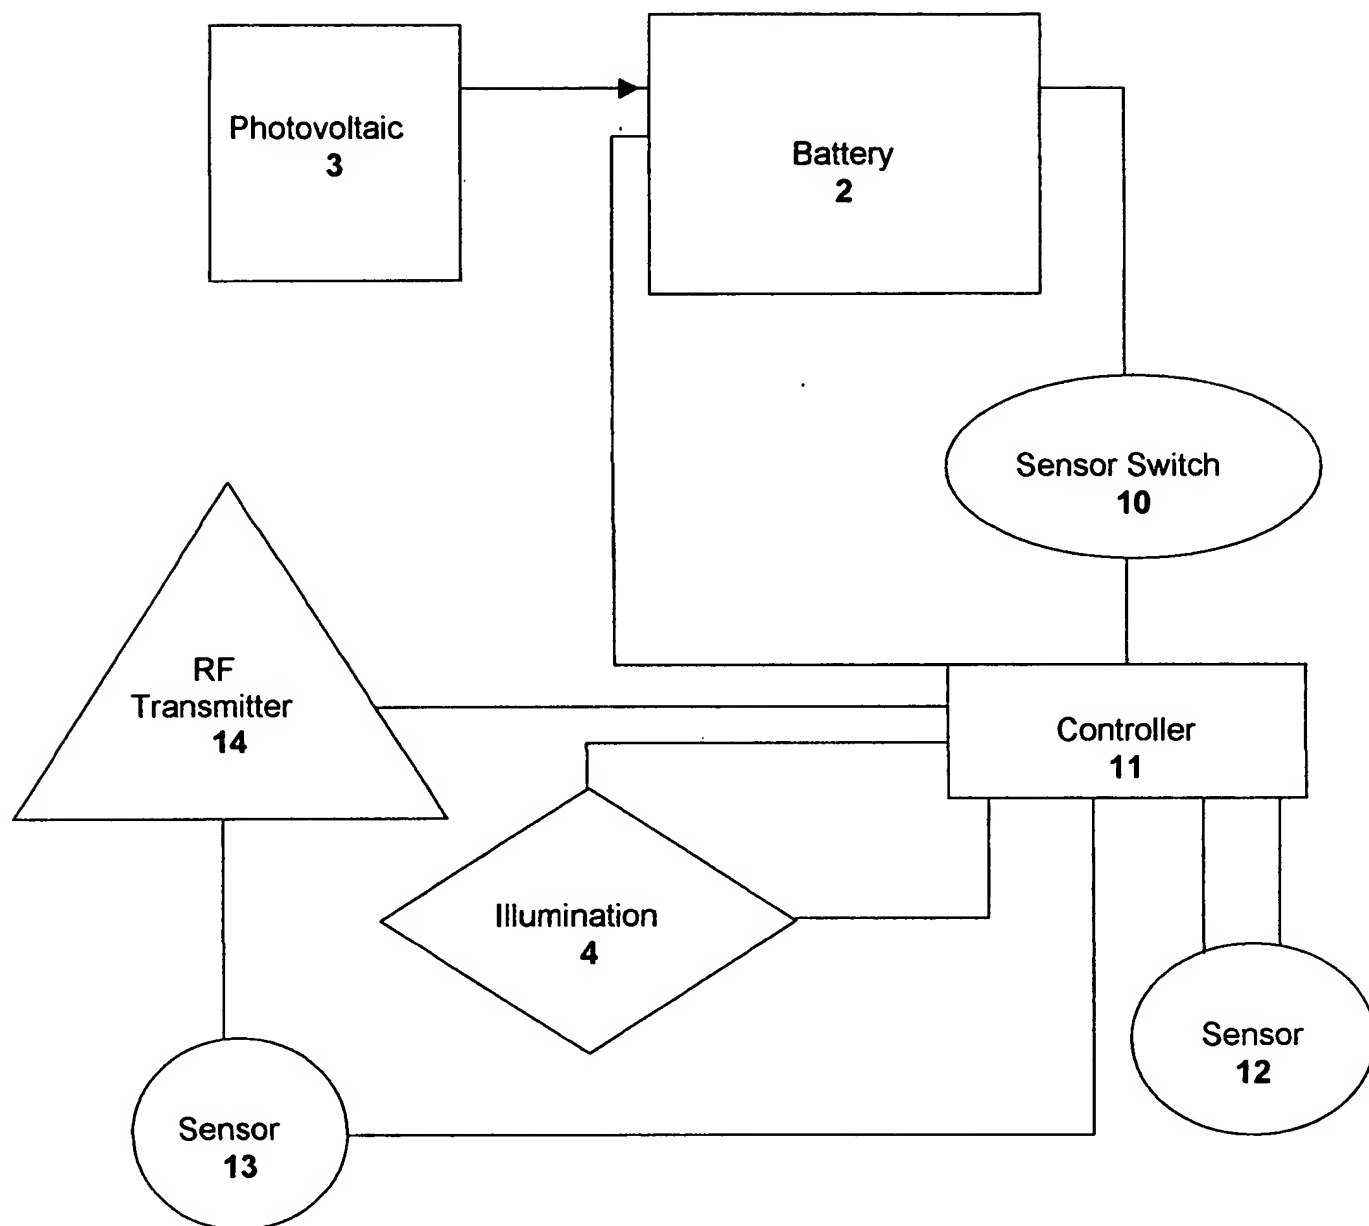 Photovoltaic
3
Battery
2
Sensor Switch
10
RF
Transmitter
14
Controller
11
Illumination
4
Sensor
12
Sensor
13